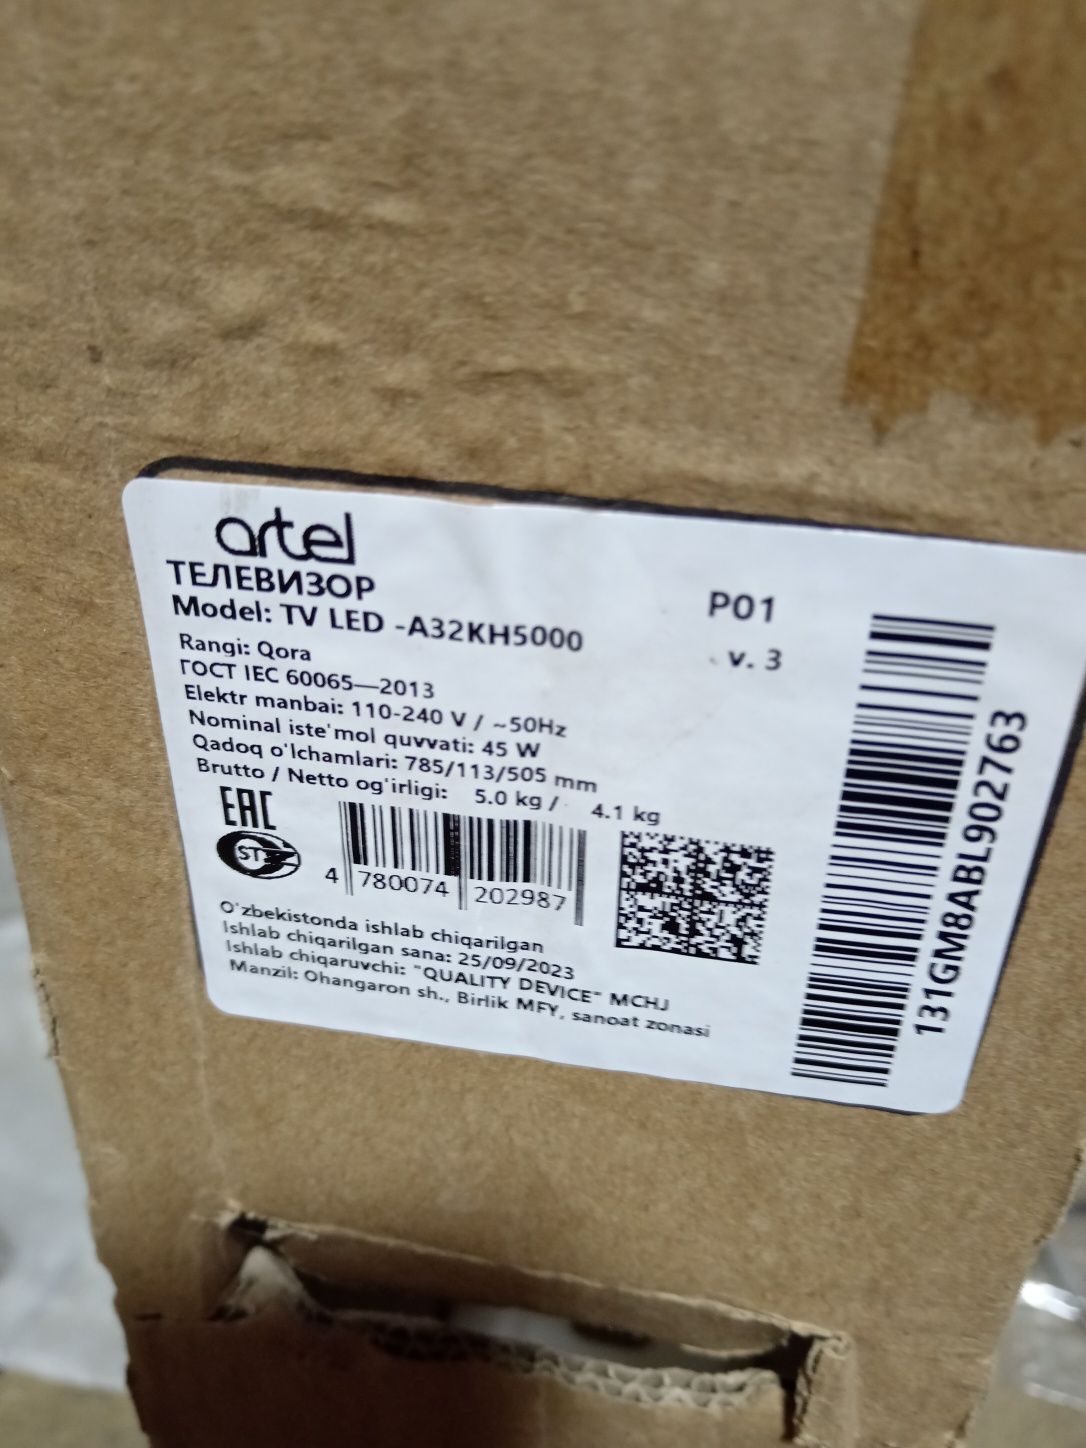 artel
ТЕЛЕВИЗОР
Model: TV LED -A32KH5000
Rangi: Qora
ГОСТ IEC 60065—2013
Elektr manbai: 110-240 V / ~50Hz
Nominal iste'mol quvvati: 45 W
Qadoq o'lchamlari: 785/113/505 mm
Brutto / Netto og'irligi: 5.0 kg / 4.1 kg
P01
v. 3
EAC
ST
4 780074 202987
O'zbekistonda ishlab chiqarilgan
Ishlab chiqarilgan sana: 25/09/2023
Ishlab chiqaruvchi: "QUALITY DEVICE" MCHJ
Manzil: Ohangaron sh., Birlik MFY, sanoat zonasi
131GM8ABL902763